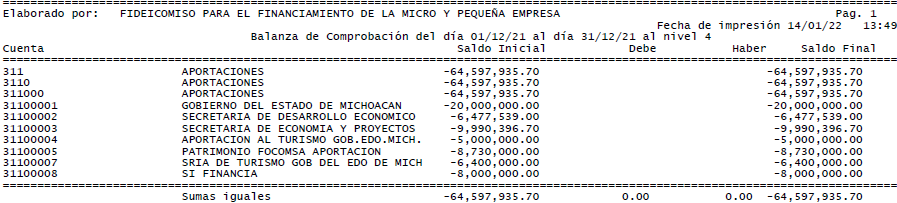 Elaborado por: FIDEICOMISO PARA EL FINANCIAMIENTO DE LA MICRO Y PEQUEÑA EMPRESA Pag. 1
Fecha de impresión 14/01/22 13:49
Balanza de Comprobación del día 01/12/21 al día 31/12/21 al nivel 4
Cuenta Saldo Inicial Debe Haber Saldo Final
311 APORTACIONES -64,597,935.70 -64,597,935.70
3110 APORTACIONES -64,597,935.70 -64,597,935.70
311000 APORTACIONES -64,597,935.70 -64,597,935.70
31100001 GOBIERNO DEL ESTADO DE MICHOACAN -20,000,000.00 -20,000,000.00
31100002 SECRETARIA DE DESARROLLO ECONOMICO -6,477,539.00 -6,477,539.00
31100003 SECRETARIA DE ECONOMIA Y PROYECTOS -9,990,396.70 -9,990,396.70
31100004 APORTACION AL TURISMO GOB.EDO.MICH. -5,000,000.00 -5,000,000.00
31100005 PATRIMONIO FOCOMSA APORTACION -8,730,000.00 -8,730,000.00
31100007 SRIA DE TURISMO GOB DEL EDO DE MICH -6,400,000.00 -6,400,000.00
31100008 SI FINANCIA -8,000,000.00 -8,000,000.00
Sumas iguales -64,597,935.70 0.00 0.00 -64,597,935.70